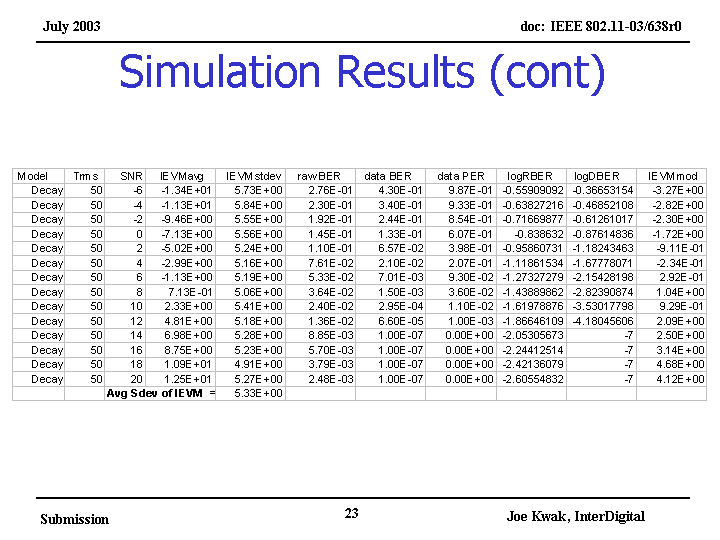 July 2003 doc: IEEE 802.11-03/638r0
Simulation Results (cont)
Model Trms SNR IEVMavg IEVMstdev rawBER data BER data PER logRBER logDBER IEVMmod
Decay 50 -6 -1.34E+01 5.73E+00 2.76E-01 4.30E-01 9.87E-01 -0.55909092 -0.36653154 -3.27E+00
Decay 50 -4 -1.13E+01 5.84E+00 2.30E-01 3.40E-01 9.33E-01 -0.63827216 -0.46852108 -2.82E+00
Decay 50 -2 -9.46E+00 5.55E+00 1.92E-01 2.44E-01 8.54E-01 -0.71669877 -0.61261017 -2.30E+00
Decay 50 0 -7.13E+00 5.56E+00 1.45E-01 1.33E-01 6.07E-01 -0.838632 -0.87614836 -1.72E+00
Decay 50 2 -5.02E+00 5.24E+00 1.10E-01 6.57E-02 3.98E-01 -0.95860731 -1.18243463 -9.11E-01
Decay 50 4 -2.99E+00 5.16E+00 7.61E-02 2.10E-02 2.07E-01 -1.11861534 -1.67778071 -2.34E-01
Decay 50 6 -1.13E+00 5.19E+00 5.33E-02 7.01E-03 9.30E-02 -1.27327279 -2.15428198 2.92E-01
Decay 50 8 7.13E-01 5.06E+00 3.64E-02 1.50E-03 3.60E-02 -1.43889862 -2.82390874 1.04E+00
Decay 50 10 2.33E+00 5.41E+00 2.40E-02 2.95E-04 1.10E-02 -1.61978876 -3.53017798 9.29E-01
Decay 50 12 4.81E+00 5.18E+00 1.36E-02 6.60E-05 1.00E-03 -1.86646109 -4.18045606 2.09E+00
Decay 50 14 6.98E+00 5.28E+00 8.85E-03 1.00E-07 0.00E+00 -2.05305673 -7 2.50E+00
Decay 50 16 8.75E+00 5.23E+00 5.70E-03 1.00E-07 0.00E+00 -2.24412514 -7 3.14E+00
Decay 50 18 1.09E+01 4.91E+00 3.79E-03 1.00E-07 0.00E+00 -2.42136079 -7 4.68E+00
Decay 50 20 1.25E+01 5.27E+00 2.48E-03 1.00E-07 0.00E+00 -2.60554832 -7 4.12E+00
Avg Sdev of IEVM = 5.33E+00
Submission 23 Joe Kwak, InterDigital